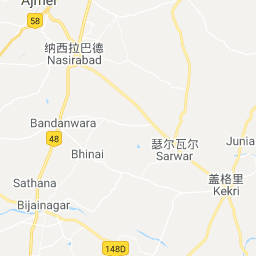 Ajmer
58
纳西拉巴德
Nasirabad
Bandanwara
48
瑟尔瓦尔
Sarwar
Junia
Bhinai
盖格里
Kekri
Sathana
Bijainagar
148D